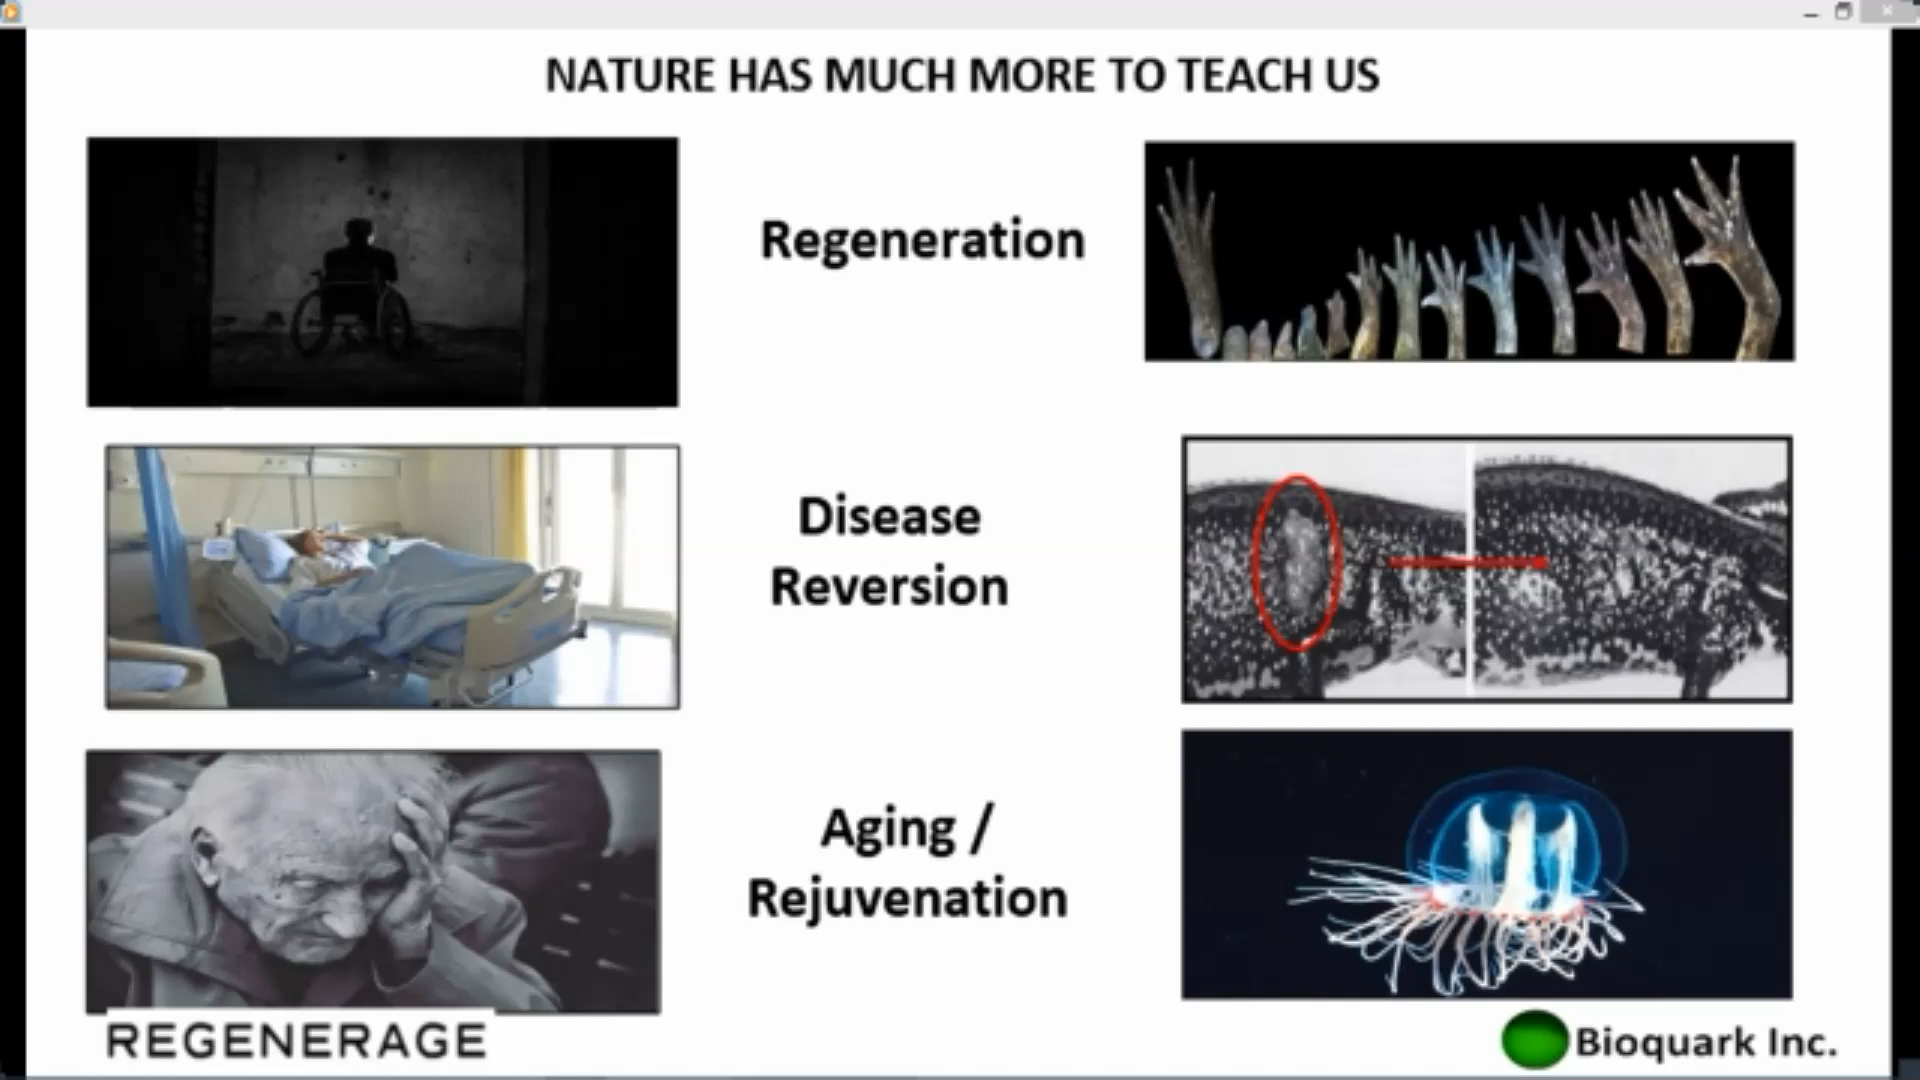 NATURE HAS MUCH MORE TO TEACH US
Regeneration
Disease
Reversion
Aging /
Rejuvenation
REGENERAGE
Bioquark Inc.